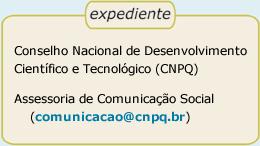 expediente
Conselho Nacional de Desenvolvimento
Científico e Tecnológico (CNPQ)
Assessoria de Comunicação Social
(comunicacao@cnpq.br)